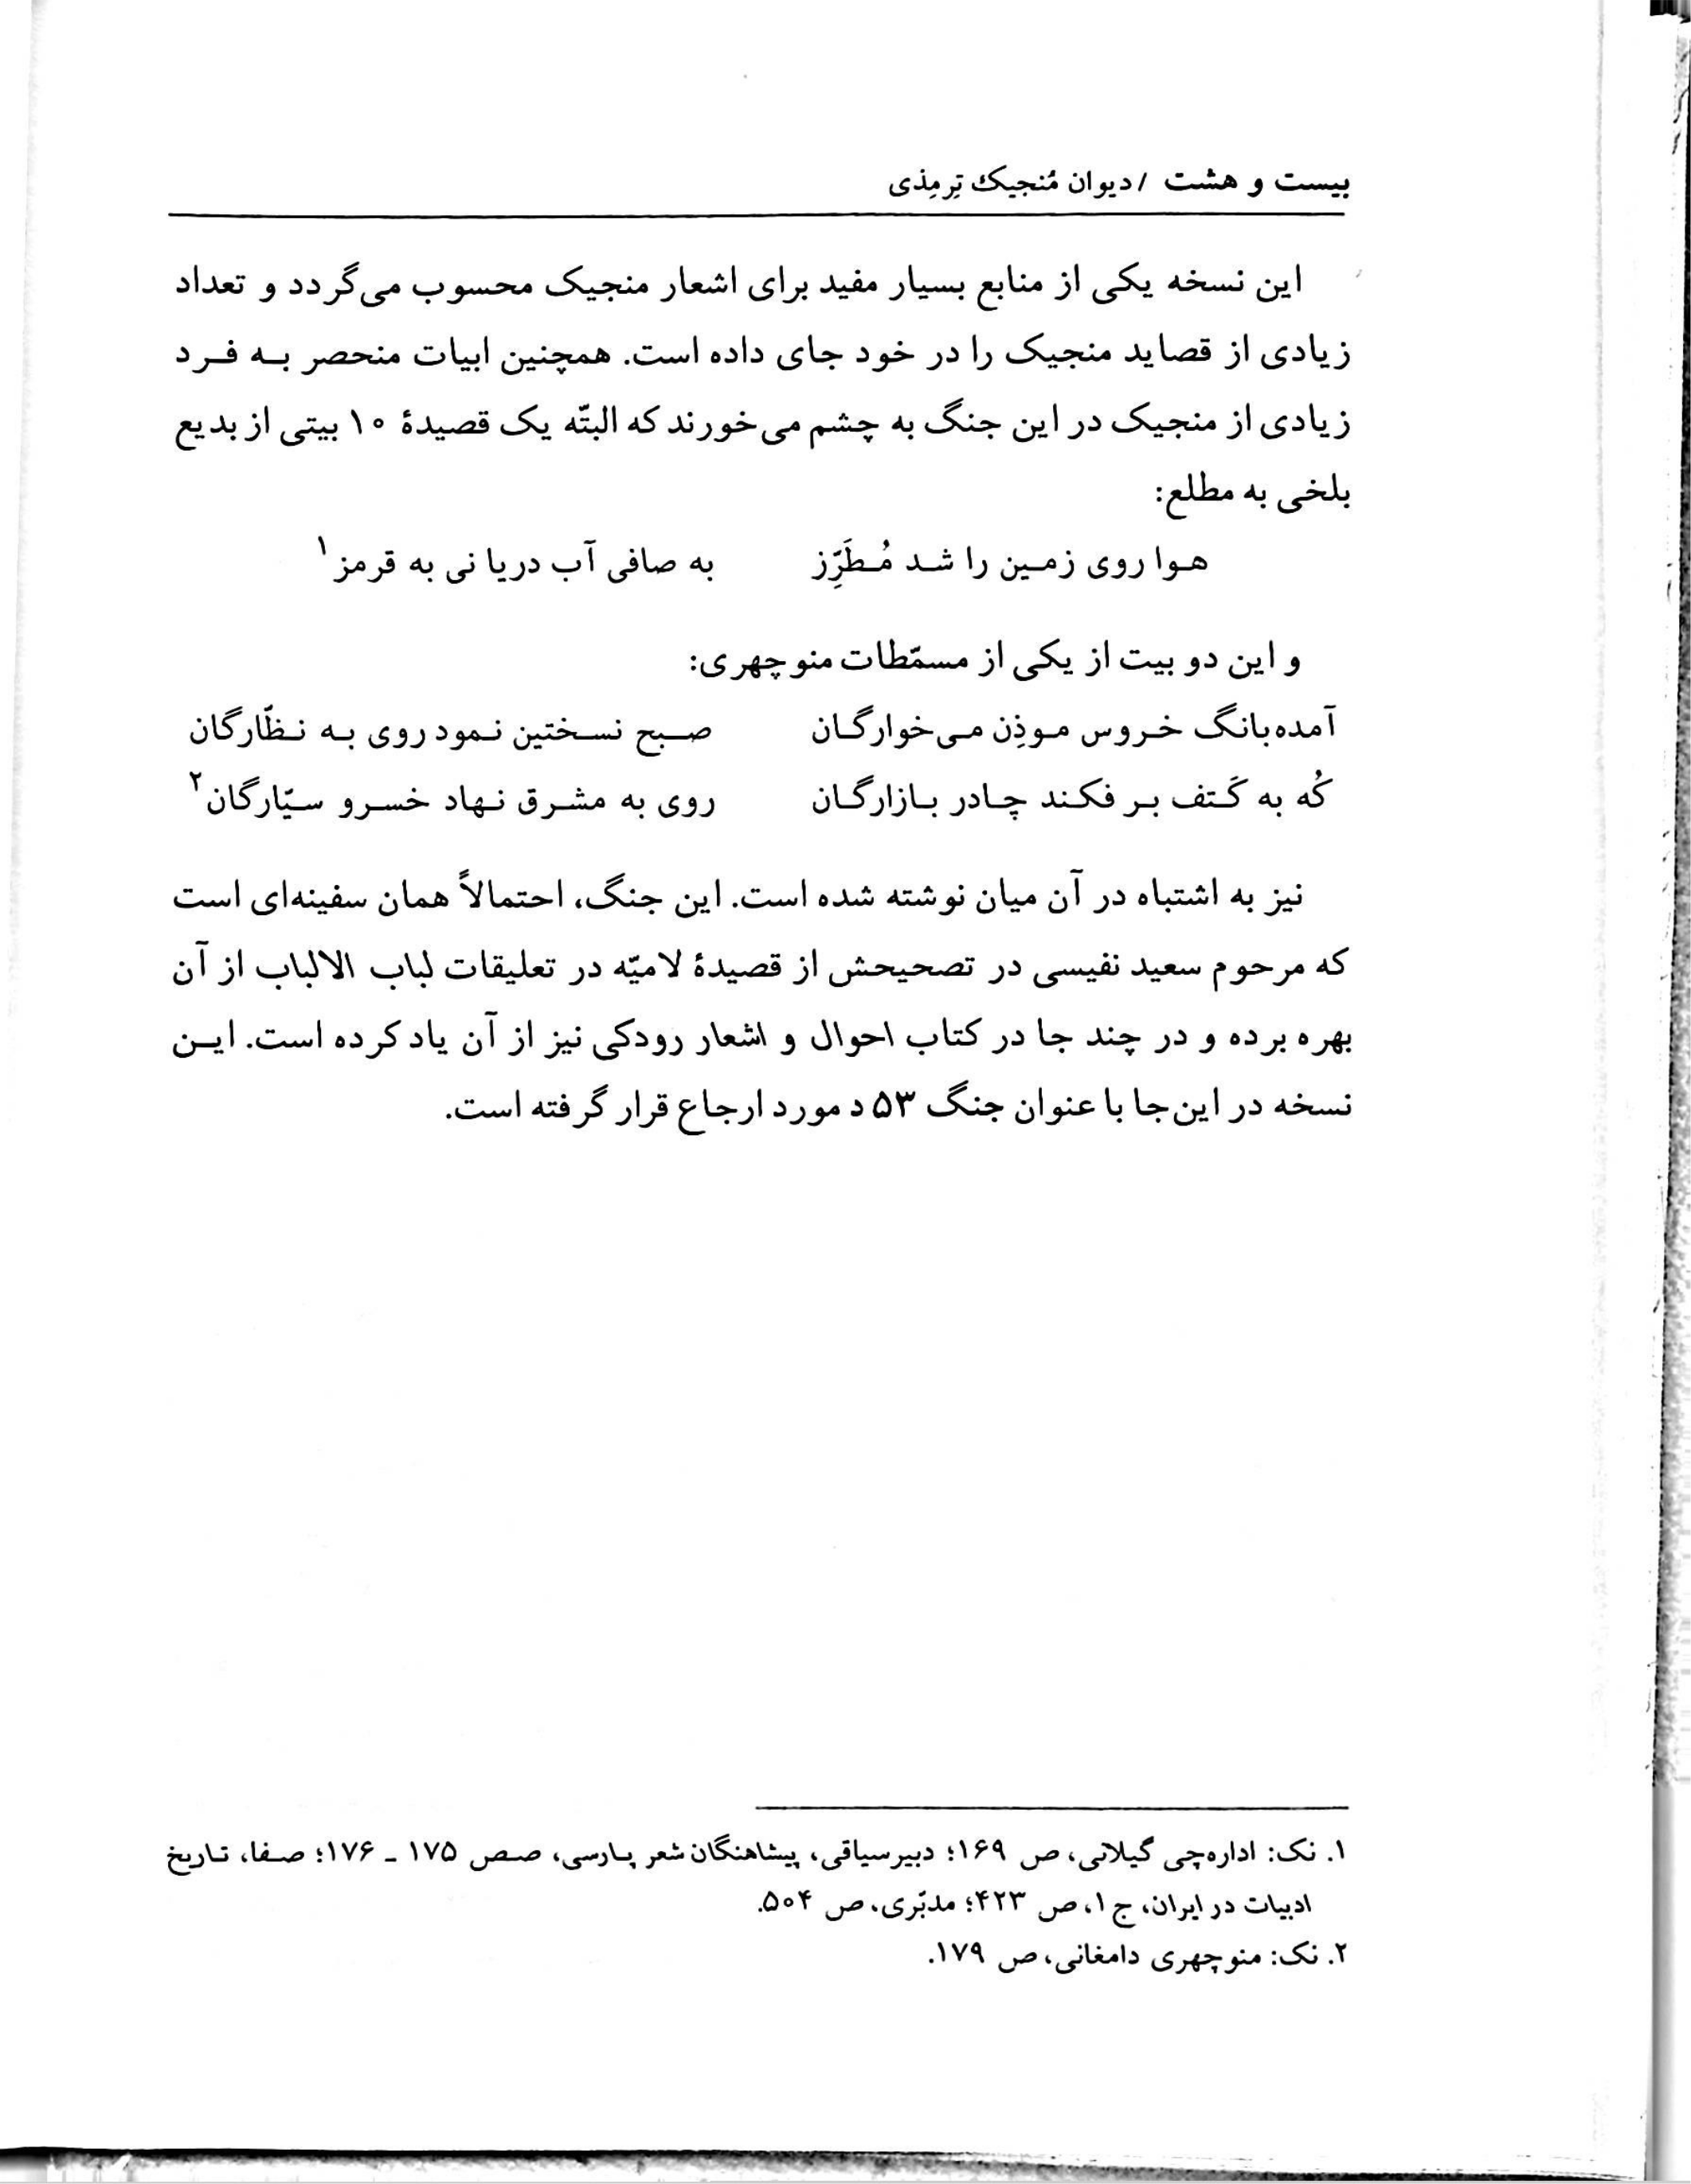 بیست و هشت / دیوان مُنجیک تِرمِذی
این نسخه یکی از منابع بسیار مفید برای اشعار منجیک محسوب می‌گردد و تعداد
زیادی از قصاید منجیک را در خود جای داده است. همچنین ابیات منحصر به فرد
زیادی از منجیک در این جنگ به چشم می‌خورند که البتّه یک قصیدهٔ ۱۰ بیتی از بدیع
بلخی به مطلع:
هوا روی زمین را شد مُطَرِّز به صافی آب دریا نی به قرمز۱
و این دو بیت از یکی از مسمّطات منوچهری:
آمده بانگ خروس موذِن می‌خوارگان صبح نسختین نمود روی به نظّارگان
کُه به کَتف بر فکند چادر بازارگان روی به مشرق نهاد خسرو سیّارگان۲
نیز به اشتباه در آن میان نوشته شده است. این جنگ، احتمالاً همان سفینه‌ای است
که مرحوم سعید نفیسی در تصحیحش از قصیدهٔ لامیّه در تعلیقات لباب الالباب از آن
بهره برده و در چند جا در کتاب احوال و اشعار رودکی نیز از آن یاد کرده است. این
نسخه در این‌جا با عنوان جنگ ۵۳ د مورد ارجاع قرار گرفته است.
۱. نک: اداره‌چی گیلانی، ص ۱۶۹؛ دبیرسیاقی، پیشاهنگان شعر پارسی، صص ۱۷۵ ـ ۱۷۶؛ صفا، تاریخ
ادبیات در ایران، ج ۱، ص ۴۲۳؛ مدبّری، ص ۵۰۴.
۲. نک: منوچهری دامغانی، ص ۱۷۹.